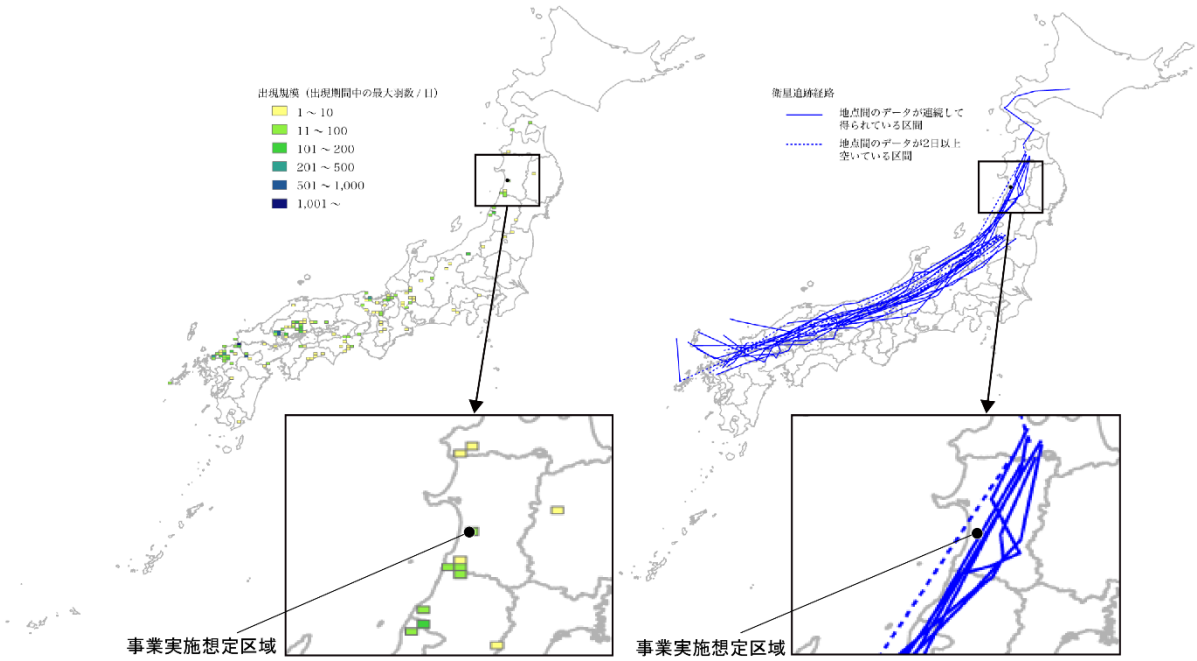 出現規模（出現期間中の最大羽数 / 日）
1 ～ 10
11 ～ 100
101 ～ 200
201 ～ 500
501 ～ 1,000
1,001 ～
事業実施想定区域
衛星追跡経路
地点間のデータが連続して
得られている区間
地点間のデータが2日以上
空いている区間
事業実施想定区域